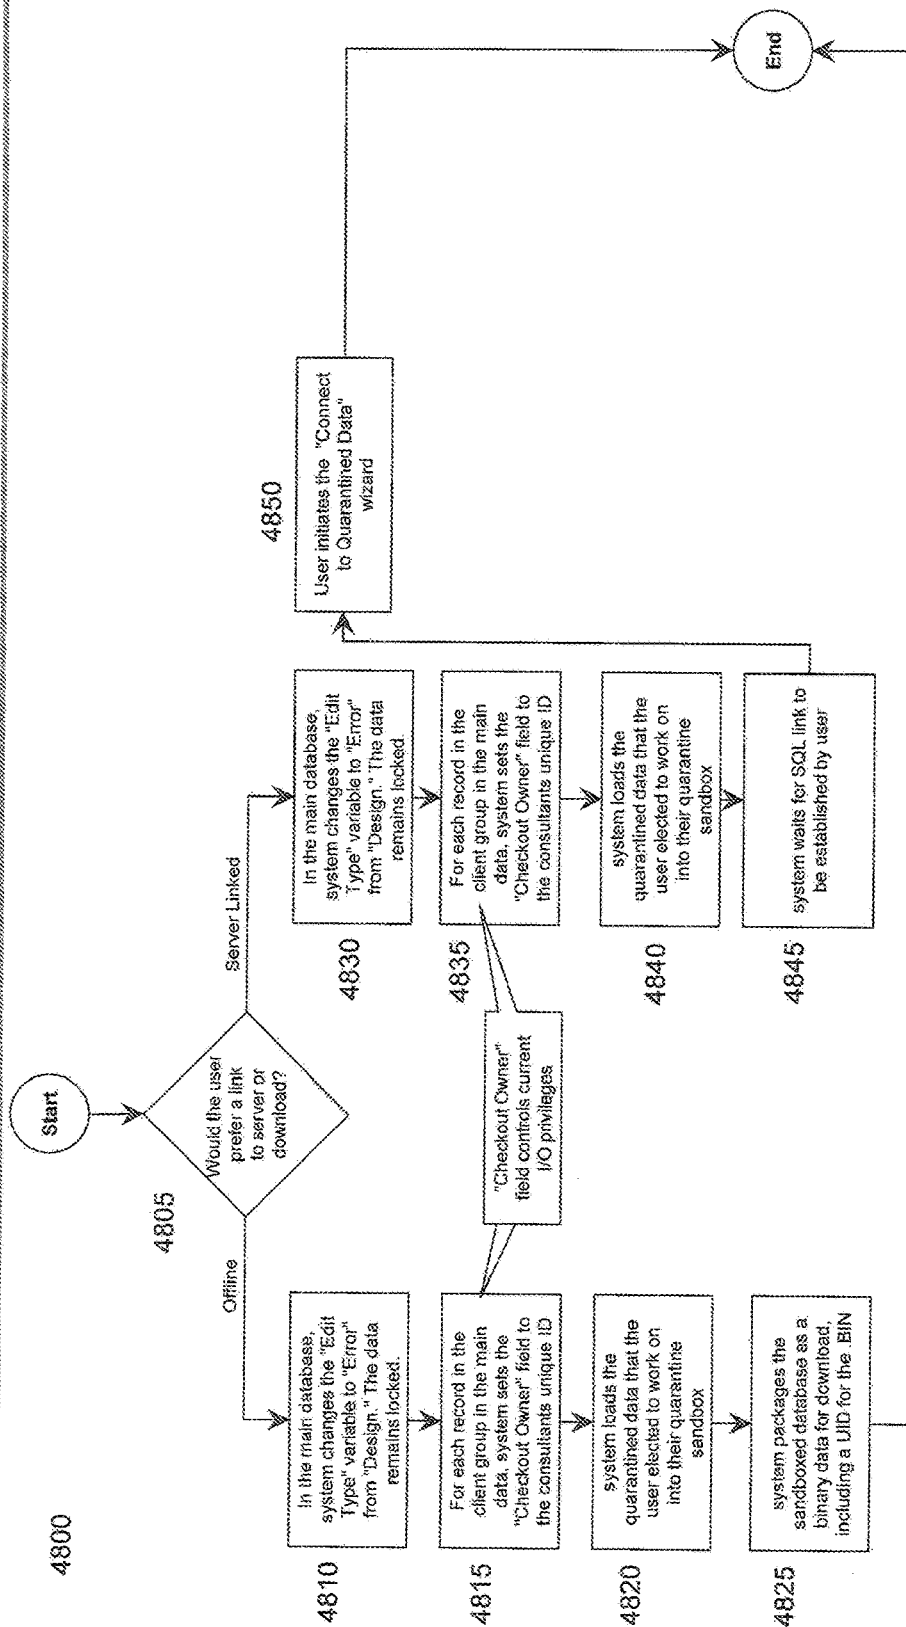 4800
Start
4805
Would the user
prefer a link
to server or
download?
Offline
Server Linked
4810
In the main database,
system changes the "Edit
Type" variable to "Error"
from "Design." The data
remains locked.
4815
For each record in the
client group in the main
data, system sets the
"Checkout Owner" field to
the consultants unique ID
4820
system loads the
quarantined data that the
user elected to work on
into their quarantine
sandbox
4825
system packages the
sandboxed database as a
binary data for download,
including a UID for the .BIN
"Checkout Owner"
field controls current
I/O privileges
4830
In the main database,
system changes the "Edit
Type" variable to "Error"
from "Design." The data
remains locked.
4835
For each record in the
client group in the main
data, system sets the
"Checkout Owner" field to
the consultants unique ID
4840
system loads the
quarantined data that the
user elected to work on
into their quarantine
sandbox
4845
system waits for SQL link to
be established by user
4850
User initiates the "Connect
to Quarantined Data"
wizard
End